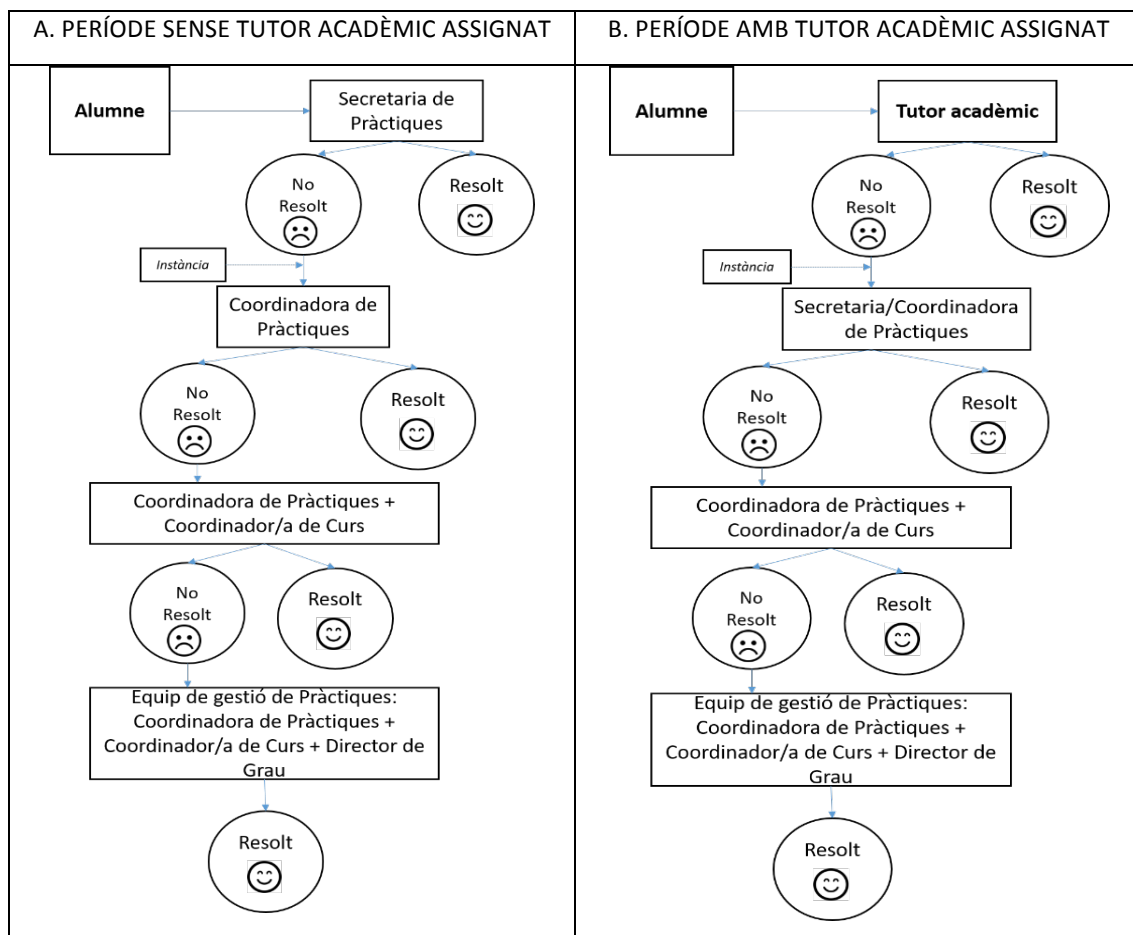 A. PERÍODE SENSE TUTOR ACADÈMIC ASSIGNAT
Alumne
Secretaria de
Pràctiques
No
Resolt
Resolt
Instància
Coordinadora de
Pràctiques
No
Resolt
Resolt
Coordinadora de Pràctiques +
Coordinador/a de Curs
No
Resolt
Resolt
Equip de gestió de Pràctiques:
Coordinadora de Pràctiques +
Coordinador/a de Curs + Director de
Grau
Resolt
B. PERÍODE AMB TUTOR ACADÈMIC ASSIGNAT
Alumne
Tutor acadèmic
No
Resolt
Resolt
Instància
Secretaria/Coordinadora
de Pràctiques
No
Resolt
Resolt
Coordinadora de Pràctiques +
Coordinador/a de Curs
No
Resolt
Resolt
Equip de gestió de Pràctiques:
Coordinadora de Pràctiques +
Coordinador/a de Curs + Director de
Grau
Resolt